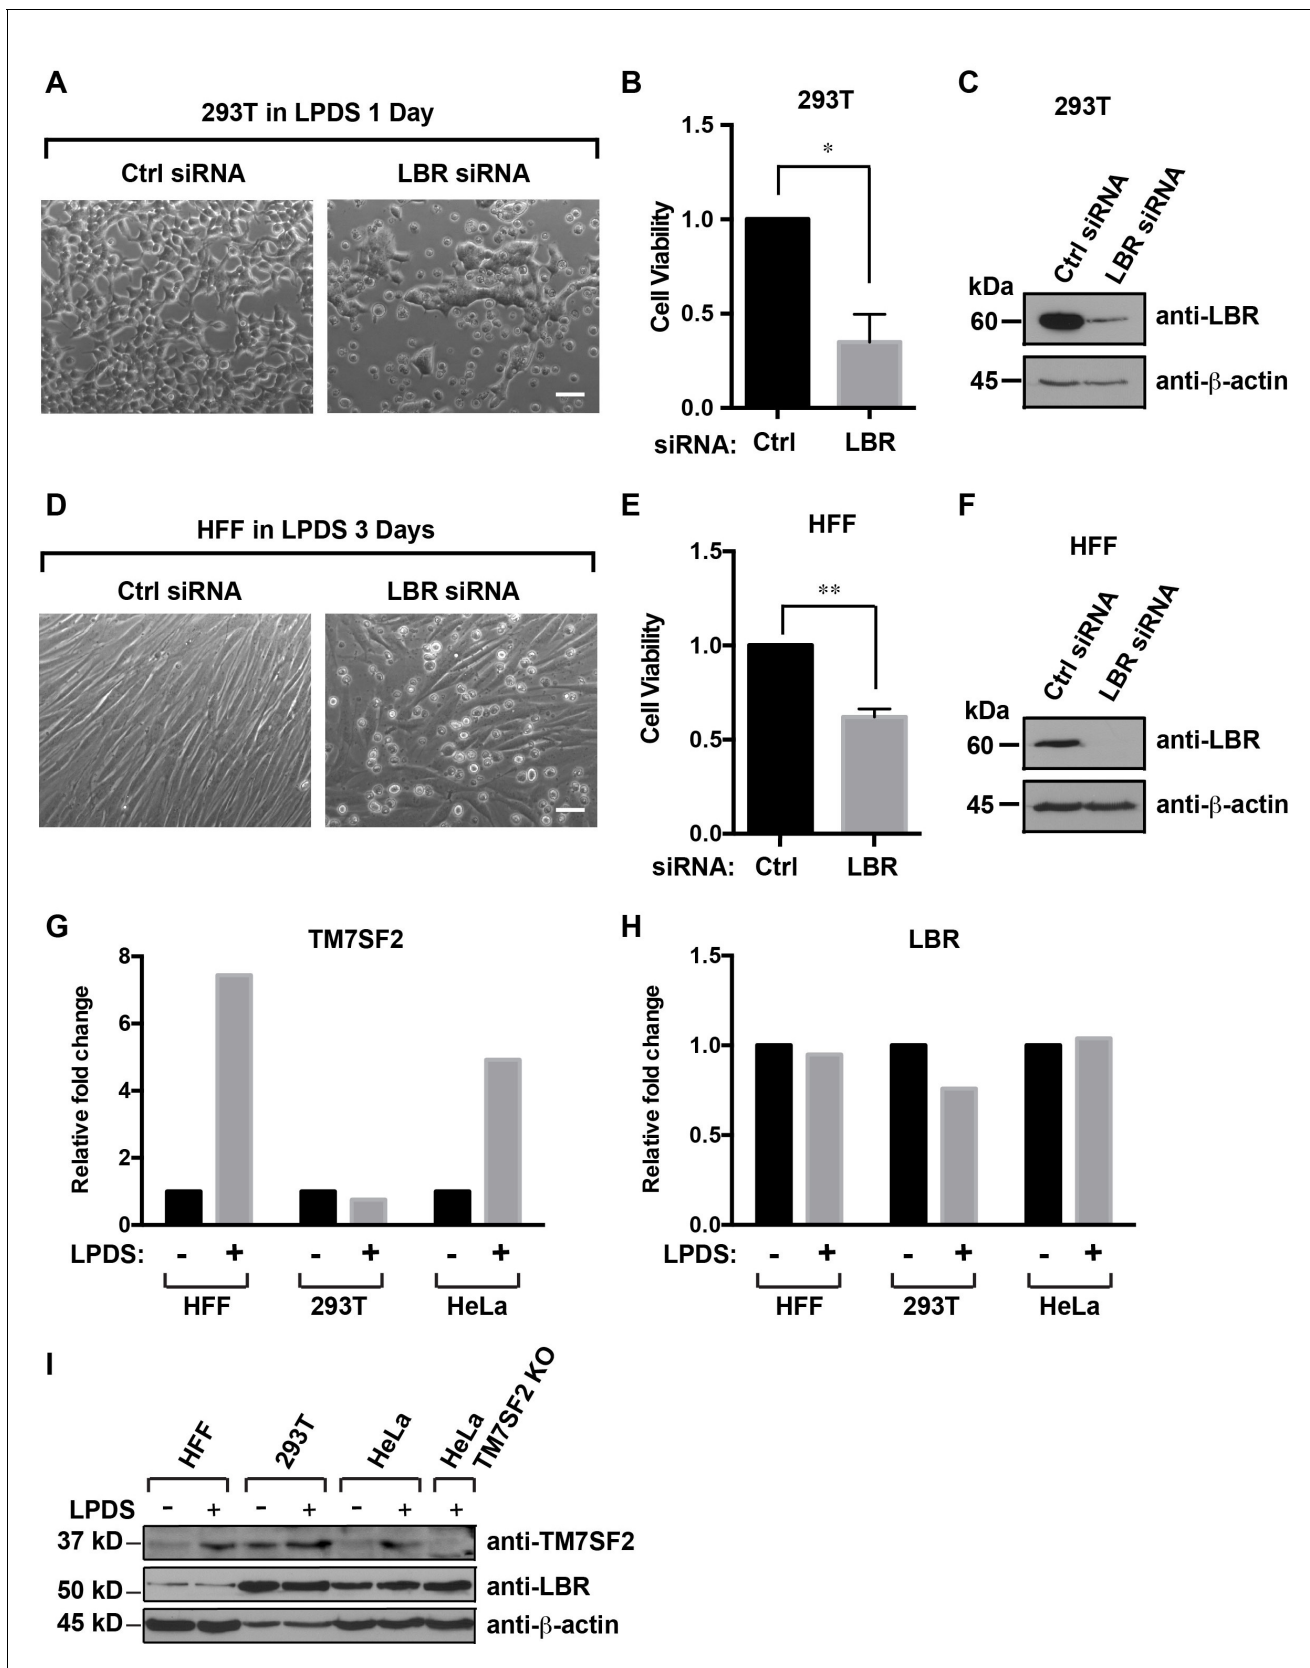 A
293T in LPDS 1 Day
Ctrl siRNA LBR siRNA
B
293T
Cell Viability
1.5
1.0
0.5
0.0
*
siRNA: Ctrl LBR
C
293T
Ctrl siRNA
LBR siRNA
kDa
60 anti-LBR
45 anti-β-actin
D
HFF in LPDS 3 Days
Ctrl siRNA LBR siRNA
E
HFF
Cell Viability
1.5
1.0
0.5
0.0
**
siRNA: Ctrl LBR
F
HFF
Ctrl siRNA
LBR siRNA
kDa
60 anti-LBR
45 anti-β-actin
G
TM7SF2
Relative fold change
8
6
4
2
0
LPDS: - + - + - +
HFF 293T HeLa
H
LBR
Relative fold change
1.5
1.0
0.5
0.0
LPDS: - + - + - +
HFF 293T HeLa
I
HFF
293T
HeLa
HeLa
TM7SF2 KO
LPDS - + - + - + +
37 kD anti-TM7SF2
50 kD anti-LBR
45 kD anti-β-actin